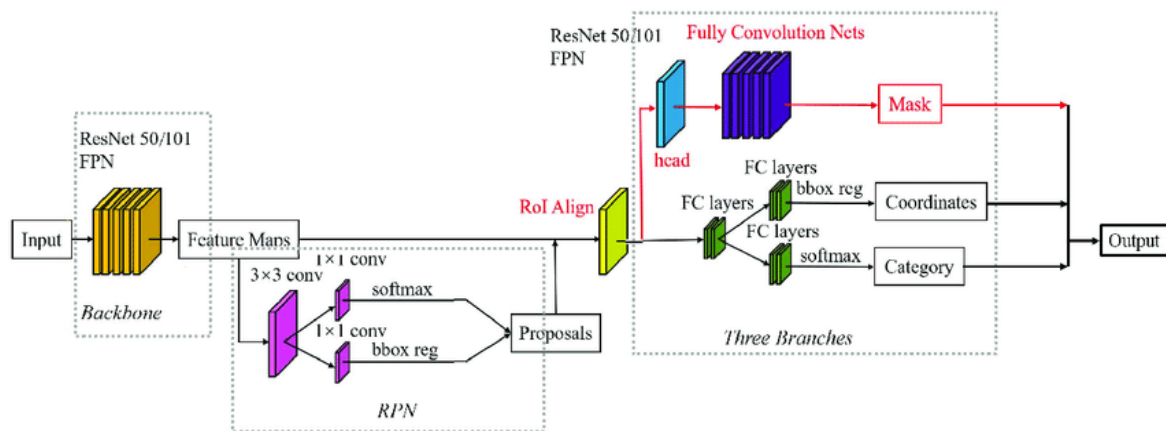 ResNet 50/101
FPN
Input
Feature Maps
Backbone
3×3 conv
1×1 conv
softmax
1×1 conv
bbox reg
Proposals
RPN
RoI Align
ResNet 50/101
FPN
Fully Convolution Nets
head
Mask
FC layers
FC layers
bbox reg
Coordinates
FC layers
softmax
Category
Three Branches
Output